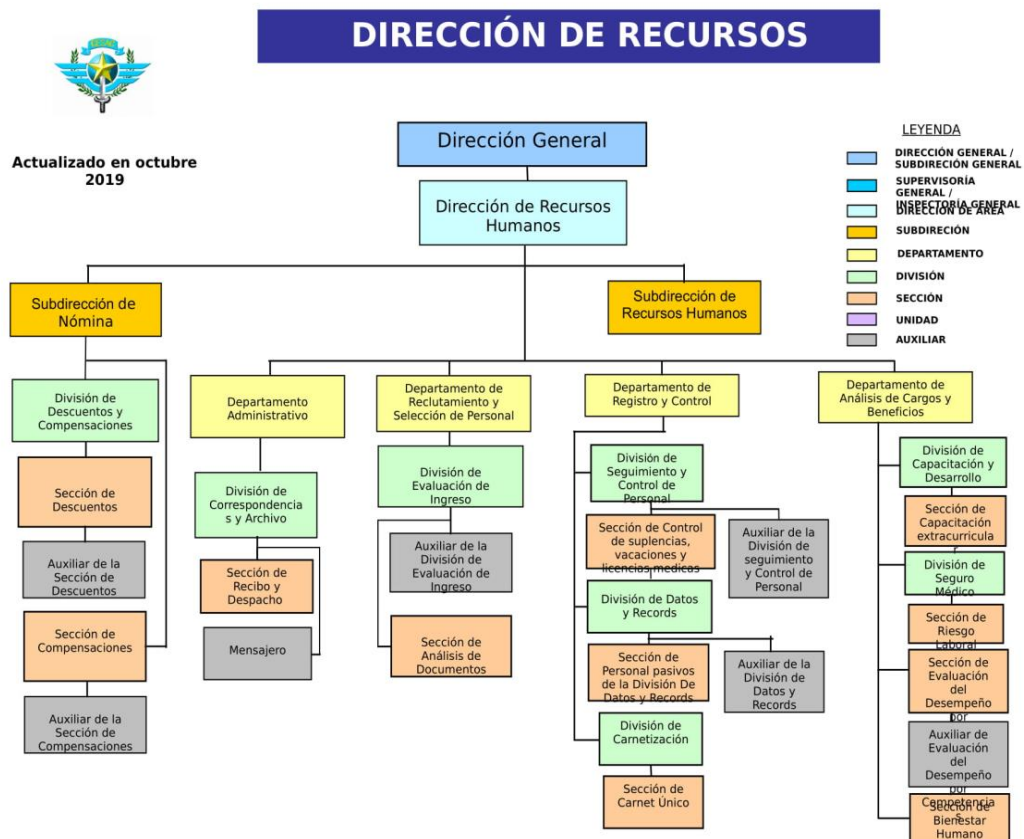 DIRECCIÓN DE RECURSOS
Actualizado en octubre
2019
LEYENDA
DIRECCIÓN GENERAL /
SUBDIRECIÓN GENERAL
SUPERVISORÍA
GENERAL /
INSPECTORÍA GENERAL
DIRECCIÓN DE ÁREA
SUBDIRECIÓN
DEPARTAMENTO
DIVISIÓN
SECCIÓN
UNIDAD
AUXILIAR
Dirección General
Dirección de Recursos
Humanos
Subdirección de
Nómina
Subdirección de
Recursos Humanos
División de
Descuentos y
Compensaciones
Sección de
Descuentos
Auxiliar de la
Sección de
Descuentos
Sección de
Compensaciones
Auxiliar de la
Sección de
Compensaciones
Departamento
Administrativo
División de
Correspondencia
s y Archivo
Sección de
Recibo y
Despacho
Mensajero
Departamento de
Reclutamiento y
Selección de Personal
División de
Evaluación de
Ingreso
Auxiliar de la
División de
Evaluación de
Ingreso
Sección de
Análisis de
Documentos
Departamento de
Registro y Control
División de
Seguimiento y
Control de
Personal
Sección de Control
de suplencias,
vacaciones y
licencias medicas
Auxiliar de la
División de
seguimiento
y Control de
Personal
División de Datos
y Records
Sección de
Personal pasivos
de la División De
Datos y Records
Auxiliar de la
División de
Datos y
Records
División de
Carnetización
Sección de
Carnet Único
Departamento de
Análisis de Cargos y
Beneficios
División de
Capacitación y
Desarrollo
Sección de
Capacitación
extracurricula
r
División de
Seguro
Médico
Sección de
Riesgo
Laboral
Sección de
Evaluación
del
Desempeño
por
Auxiliar de
Evaluación
del
Desempeño
por
Competencia
s
Sección de
Bienestar
Humano